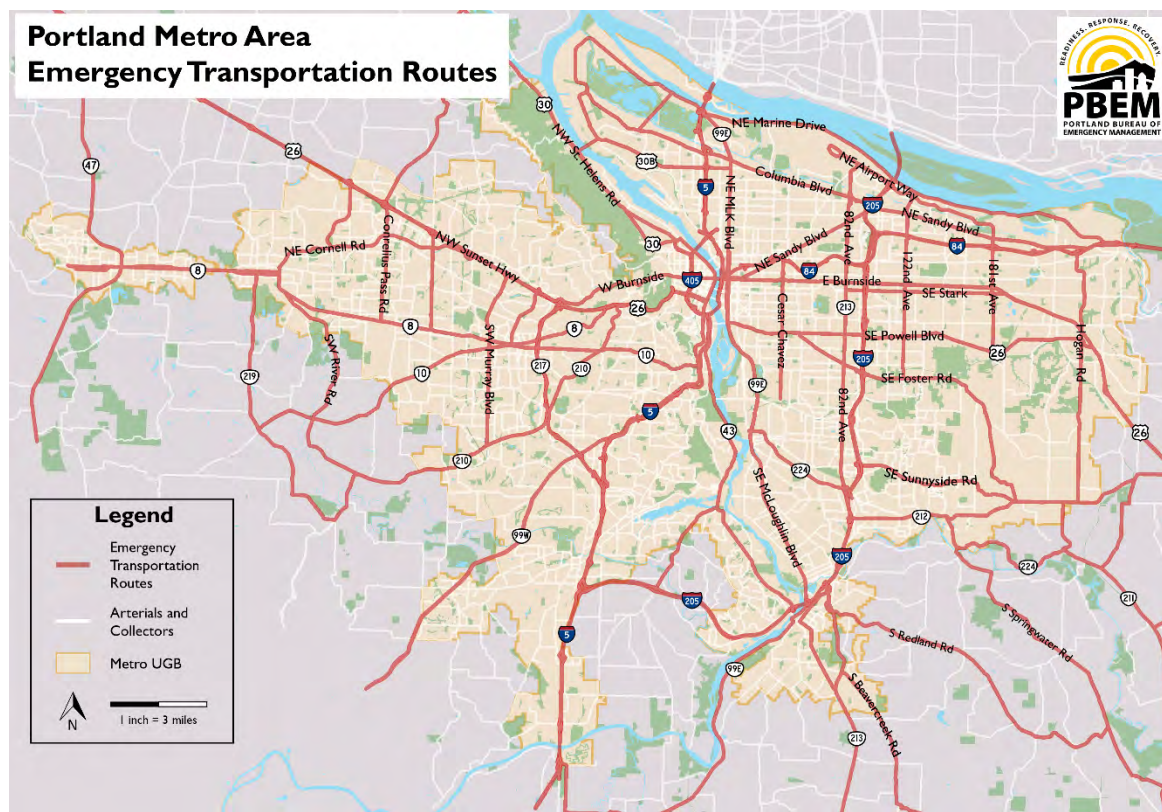 Portland Metro Area
Emergency Transportation Routes
READINESS. RESPONSE. RECOVERY.
PBEM
PORTLAND BUREAU OF
EMERGENCY MANAGEMENT
30
99E
NE Marine Drive
26
47
NW St. Helens Rd
30B
Columbia Blvd
NE Airport Way
5
NE MLK Blvd
205
NE Sandy Blvd
82nd Ave
122nd Ave
181st Ave
84
Cornelius Pass Rd
NE Cornell Rd
NW Sunset Hwy
30
NE Sandy Blvd
8
W Burnside
405
84
E Burnside
SE Stark
26
213
Cesar Chavez
8
8
SE Powell Blvd
Hogan Rd
SW River Rd
SW Murray Blvd
10
26
219
10
217
210
99E
205
SE Foster Rd
5
82nd Ave
43
26
210
224
SE Sunnyside Rd
SE McLoughlin Blvd
212
99W
205
224
211
S Springwater Rd
205
5
S Redland Rd
99E
S Beavercreek Rd
213
Legend
Emergency
Transportation
Routes
Arterials and
Collectors
Metro UGB
N
1 inch = 3 miles